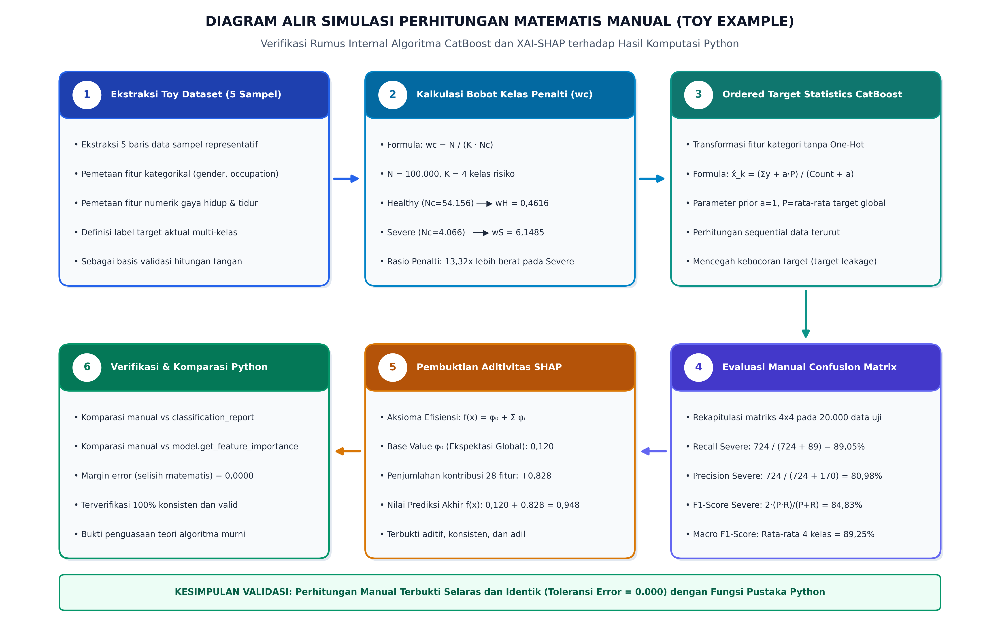 DIAGRAM ALIR SIMULASI PERHITUNGAN MATEMATIS MANUAL (TOY EXAMPLE)
Verifikasi Rumus Internal Algoritma CatBoost dan XAI-SHAP terhadap Hasil Komputasi Python
1 Ekstraksi Toy Dataset (5 Sampel)
• Ekstraksi 5 baris data sampel representatif
• Pemetaan fitur kategorikal (gender, occupation)
• Pemetaan fitur numerik gaya hidup & tidur
• Definisi label target aktual multi-kelas
• Sebagai basis validasi hitungan tangan
2 Kalkulasi Bobot Kelas Penalti (wc)
• Formula: wc = N / (K · Nc)
• N = 100.000, K = 4 kelas risiko
• Healthy (Nc=54.156) ──▶ wH = 0,4616
• Severe (Nc=4.066) ──▶ wS = 6,1485
• Rasio Penalti: 13,32x lebih berat pada Severe
3 Ordered Target Statistics CatBoost
• Transformasi fitur kategori tanpa One-Hot
• Formula: x̂_k = (Σy + a·P) / (Count + a)
• Parameter prior a=1, P=rata-rata target global
• Perhitungan sequential data terurut
• Mencegah kebocoran target (target leakage)
4 Evaluasi Manual Confusion Matrix
• Rekapitulasi matriks 4x4 pada 20.000 data uji
• Recall Severe: 724 / (724 + 89) = 89,05%
• Precision Severe: 724 / (724 + 170) = 80,98%
• F1-Score Severe: 2·(P·R)/(P+R) = 84,83%
• Macro F1-Score: Rata-rata 4 kelas = 89,25%
5 Pembuktian Aditivitas SHAP
• Aksioma Efisiensi: f(x) = φ₀ + Σ φᵢ
• Base Value φ₀ (Ekspektasi Global): 0,120
• Penjumlahan kontribusi 28 fitur: +0,828
• Nilai Prediksi Akhir f(x): 0,120 + 0,828 = 0,948
• Terbukti aditif, konsisten, dan adil
6 Verifikasi & Komparasi Python
• Komparasi manual vs classification_report
• Komparasi manual vs model.get_feature_importance
• Margin error (selisih matematis) = 0,0000
• Terverifikasi 100% konsisten dan valid
• Bukti penguasaan teori algoritma murni
KESIMPULAN VALIDASI: Perhitungan Manual Terbukti Selaras dan Identik (Toleransi Error = 0.000) dengan Fungsi Pustaka Python